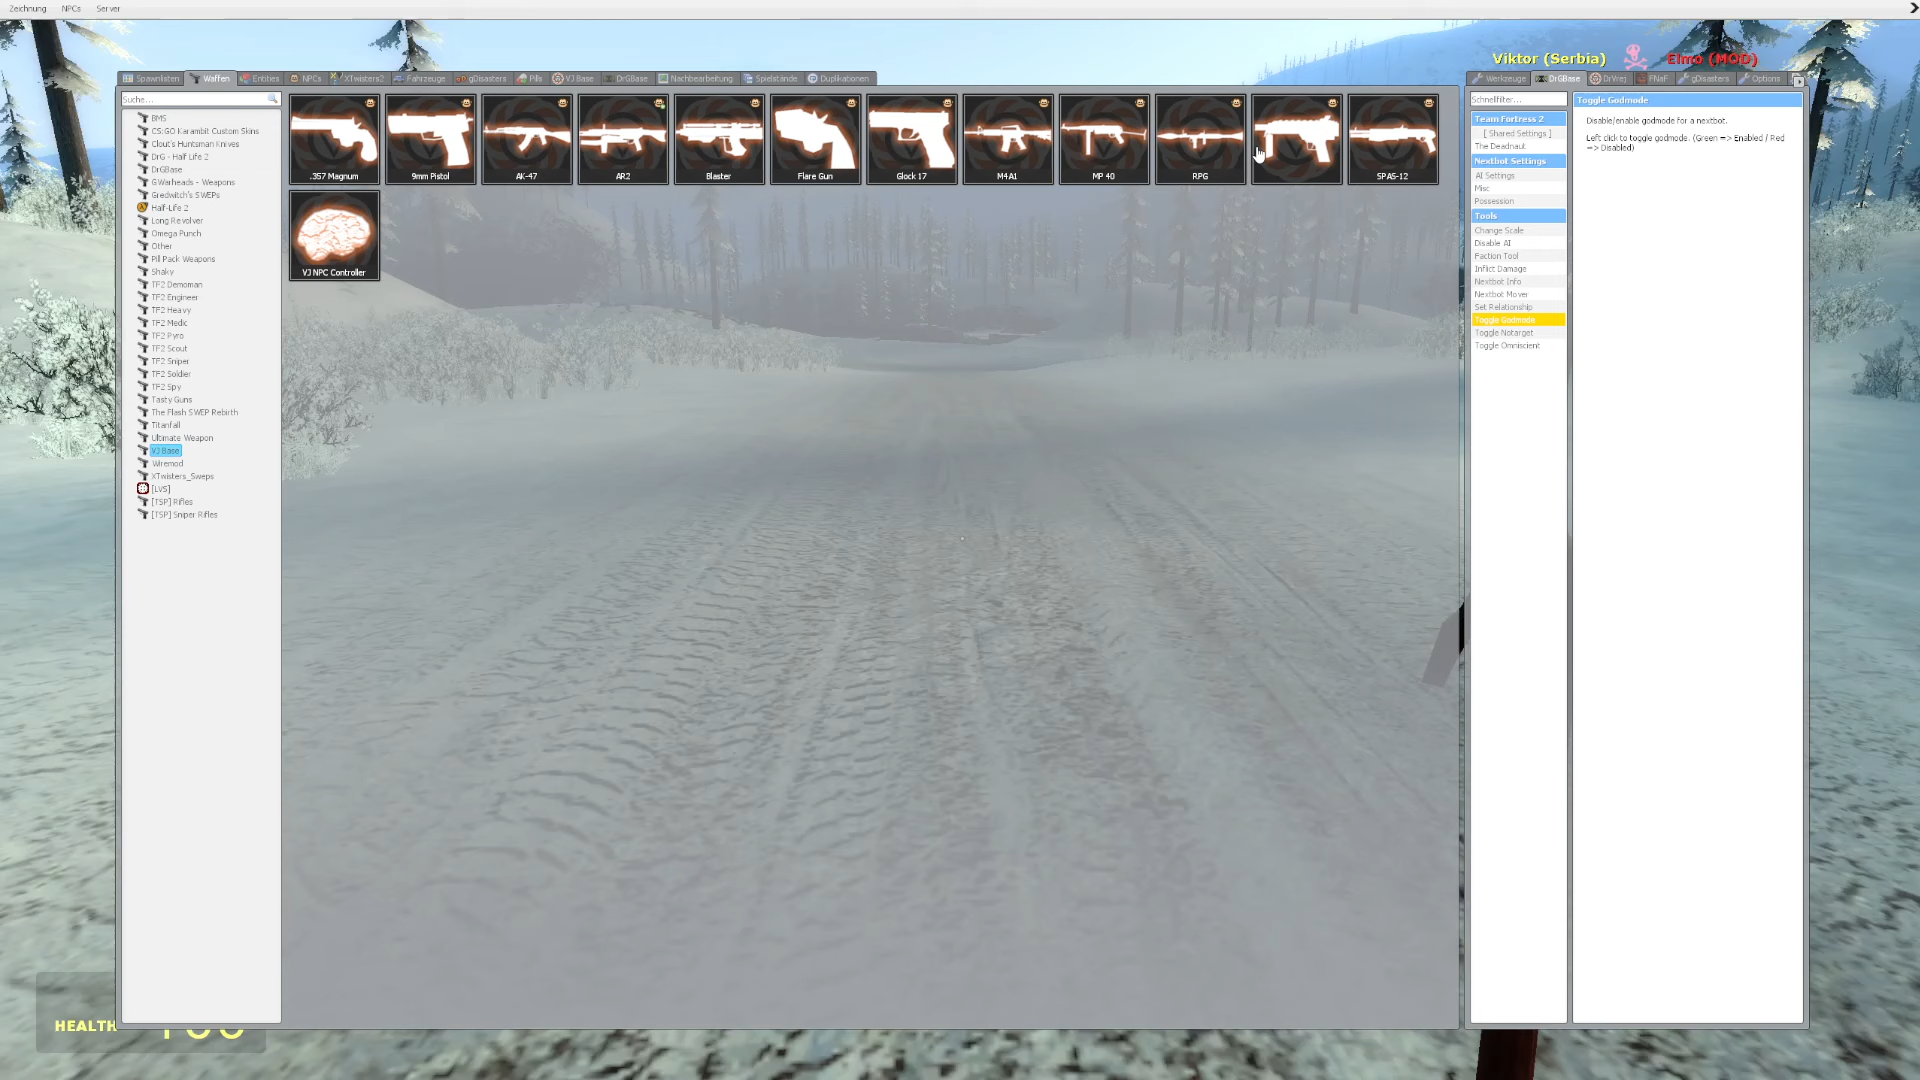 Zeichnung NPCs Server
Viktor (Serbia) Elmo (MOD)
Spawnlisten Waffen Entities NPCs XTwisters2 Fahrzeuge gDisasters Pills VJ Base DrGBase Nachbearbeitung Spielstände Duplikationen
Werkzeuge DrGBase DrVrej FNaF gDisasters Options
Suche...
BMS
CS:GO Karambit Custom Skins
Clout's Huntsman Knives
DrG - Half Life 2
DrGBase
GWarheads - Weapons
Gredwitch's SWEPs
Half-Life 2
Long Revolver
Omega Punch
Other
Pill Pack Weapons
Shaky
TF2 Demoman
TF2 Engineer
TF2 Heavy
TF2 Medic
TF2 Pyro
TF2 Scout
TF2 Sniper
TF2 Soldier
TF2 Spy
Tasty Guns
The Flash SWEP Rebirth
Titanfall
Ultimate Weapon
VJ Base
Wiremod
XTwisters_Sweps
[LVS]
[TSP] Rifles
[TSP] Sniper Rifles
.357 Magnum
9mm Pistol
AK-47
AR2
Blaster
Flare Gun
Glock 17
M4A1
MP 40
RPG
SPAS-12
VJ NPC Controller
Schnellfilter...
Team Fortress 2
[ Shared Settings ]
The Deadnaut
Nextbot Settings
AI Settings
Misc
Possession
Tools
Change Scale
Disable AI
Faction Tool
Inflict Damage
Nextbot Info
Nextbot Mover
Set Relationship
Toggle Godmode
Toggle Notarget
Toggle Omniscient
Toggle Godmode
Disable/enable godmode for a nextbot.
Left click to toggle godmode. (Green => Enabled / Red
=> Disabled)
HEALTH